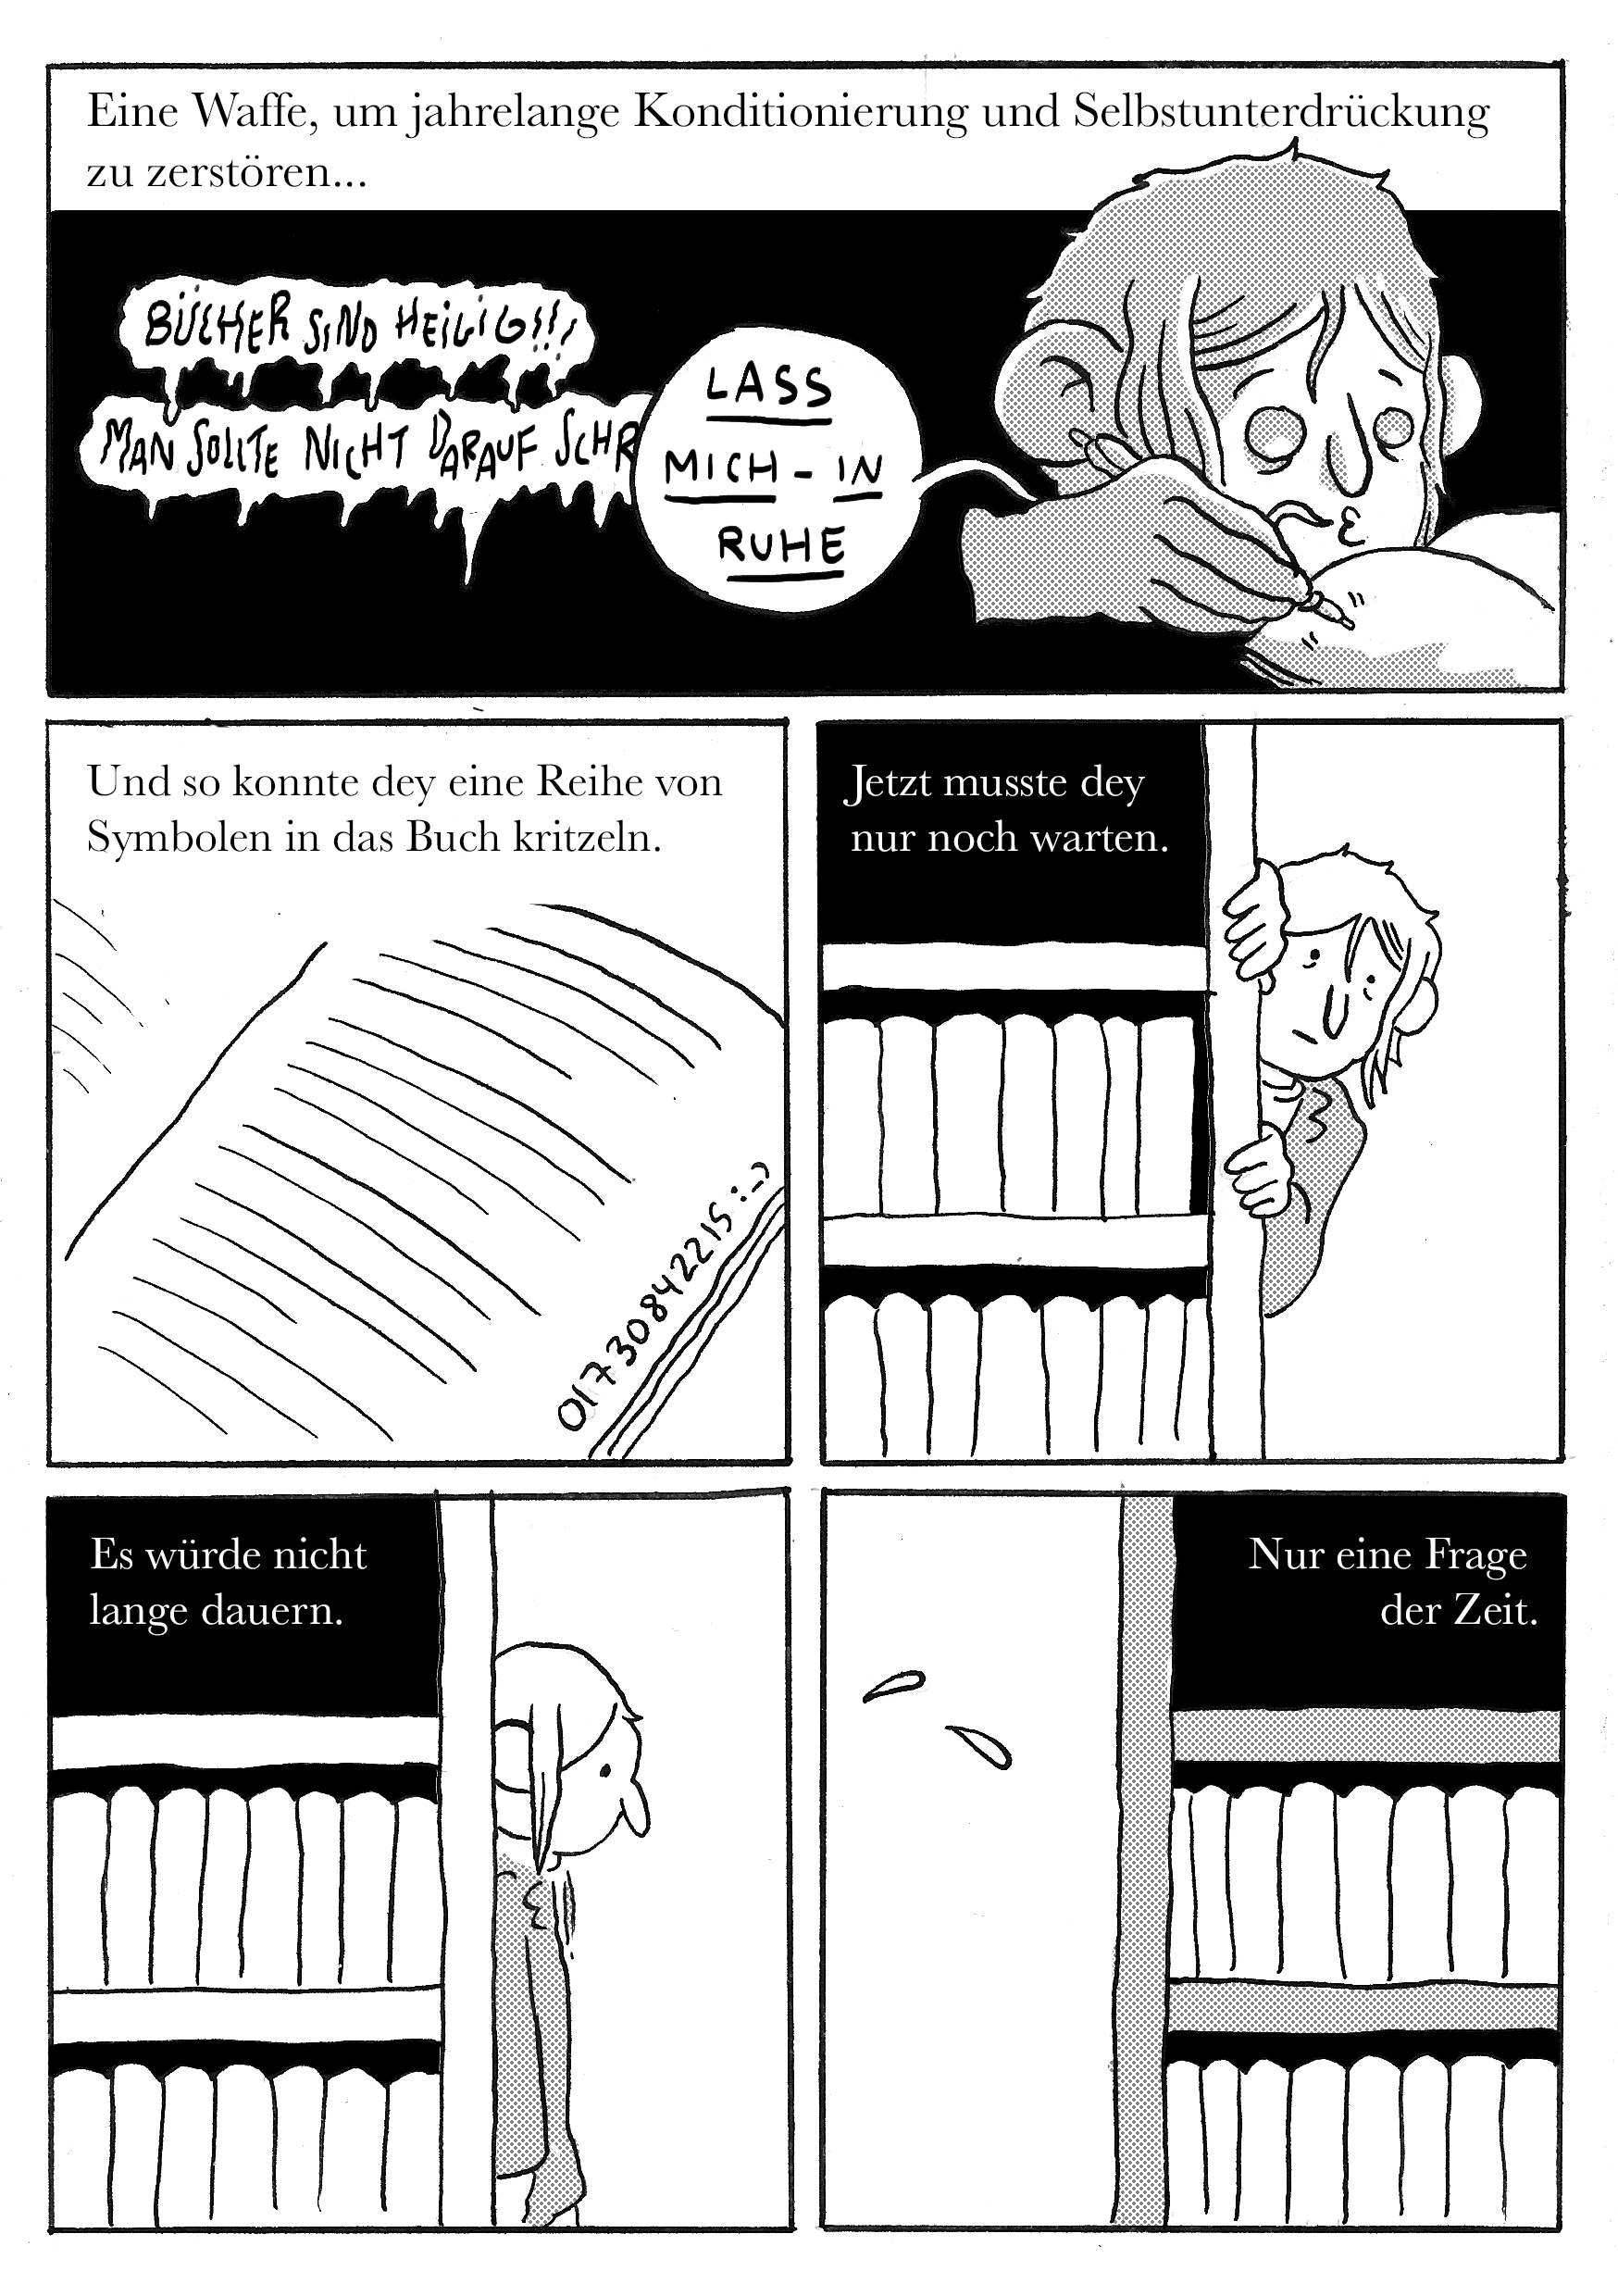 Eine Waffe, um jahrelange Konditionierung und Selbstunterdrückung
zu zerstören...
BÜCHER SIND HEILIG!!!
MAN SOLLTE NICHT DARAUF SCHR
LASS
MICH - IN
RUHE
Und so konnte dey eine Reihe von
Symbolen in das Buch kritzeln.
01730842215 :-)
Jetzt musste dey
nur noch warten.
Es würde nicht
lange dauern.
Nur eine Frage
der Zeit.